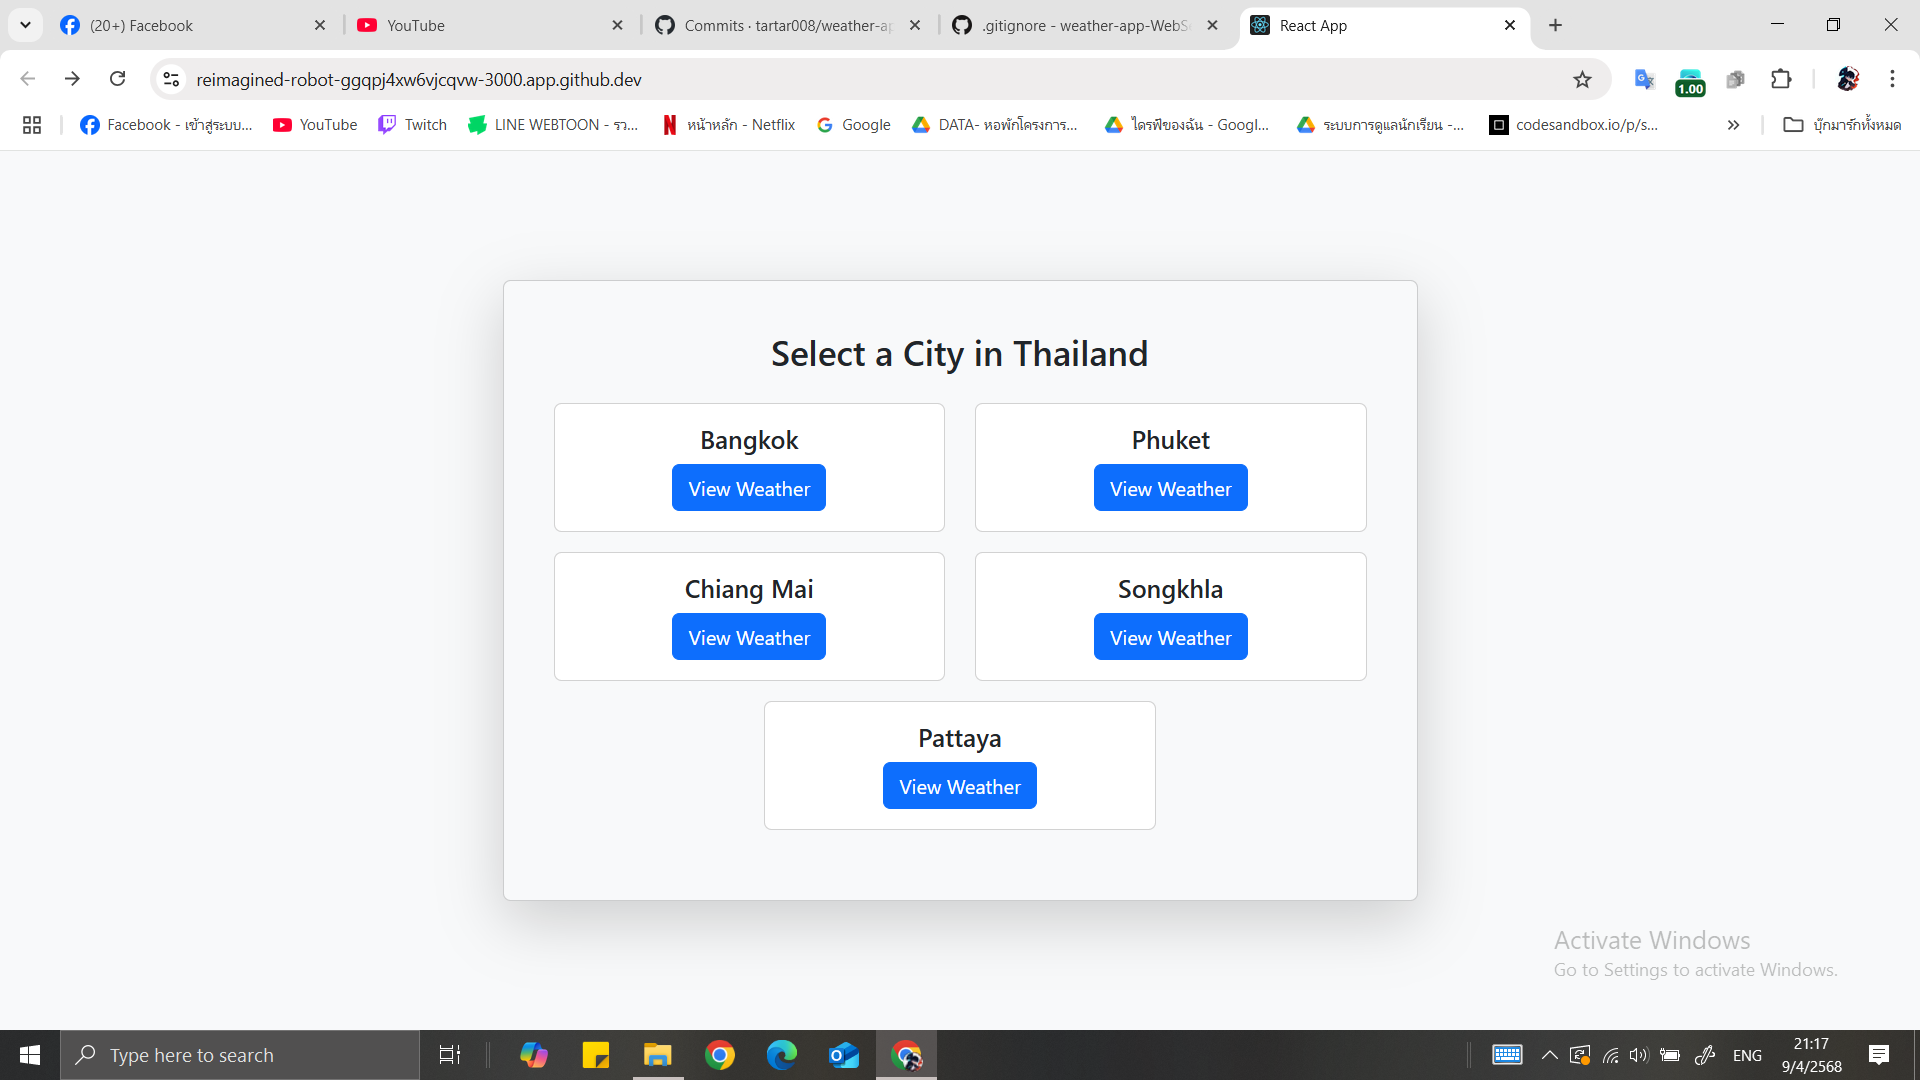 (20+) Facebook
YouTube
Commits · tartar008/weather-ap
.gitignore - weather-app-WebSe
React App
reimagined-robot-ggqpj4xw6vjcqvw-3000.app.github.dev
1.00
Facebook - เข้าสู่ระบบ...
YouTube
Twitch
LINE WEBTOON - รว...
หน้าหลัก - Netflix
Google
DATA- หอพักโครงการ...
ไดรฟ์ของฉัน - Googl...
ระบบการดูแลนักเรียน -...
codesandbox.io/p/s...
บุ๊กมาร์กทั้งหมด
Select a City in Thailand
Bangkok
View Weather
Phuket
View Weather
Chiang Mai
View Weather
Songkhla
View Weather
Pattaya
View Weather
Activate Windows
Go to Settings to activate Windows.
Type here to search
ENG
21:17
9/4/2568